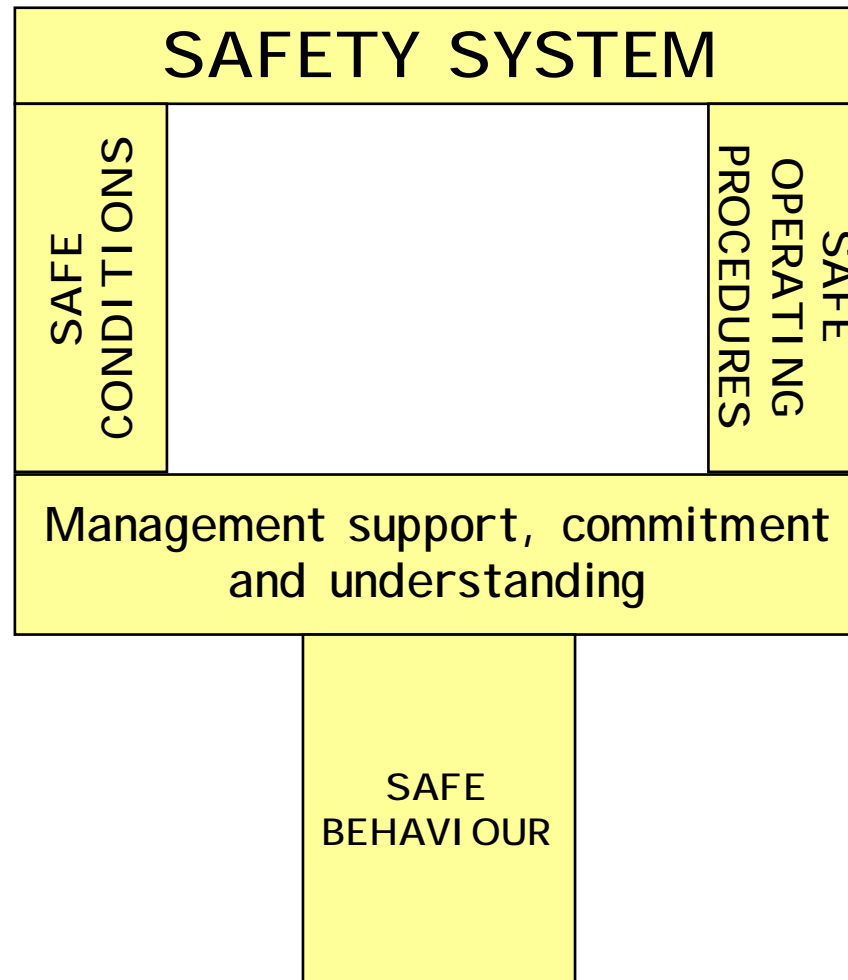 SAFETY SYSTEM
SAFE
CONDITIONS
SAFE
OPERATING
PROCEDURES
Management support, commitment
and understanding
SAFE
BEHAVIOUR